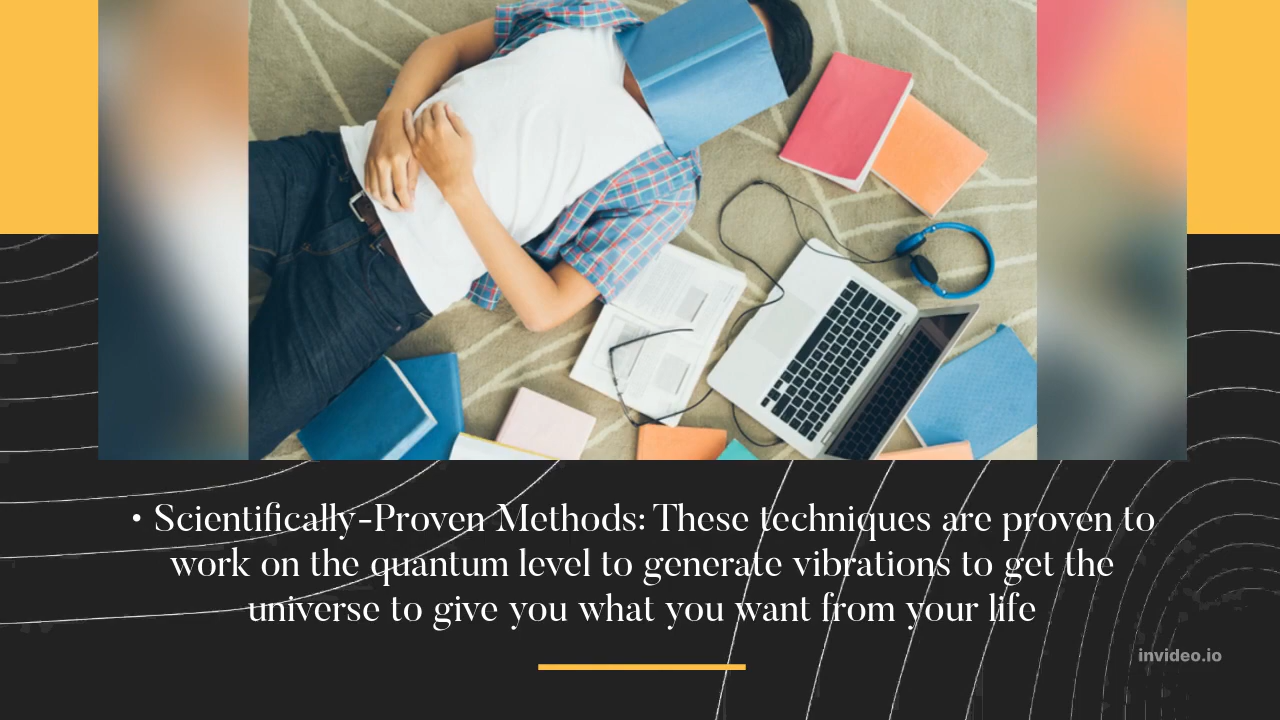 • Scientifically-Proven Methods: These techniques are proven to
work on the quantum level to generate vibrations to get the
universe to give you what you want from your life
invideo.io